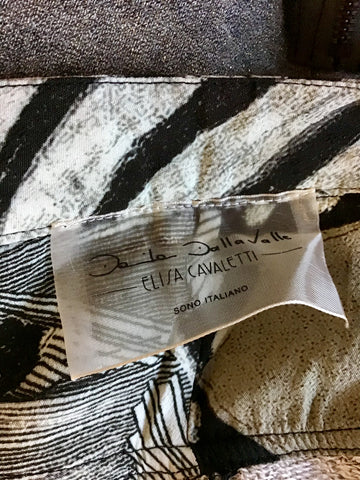 Daniela Dallavalle
ELISA CAVALETTI
SONO ITALIANO